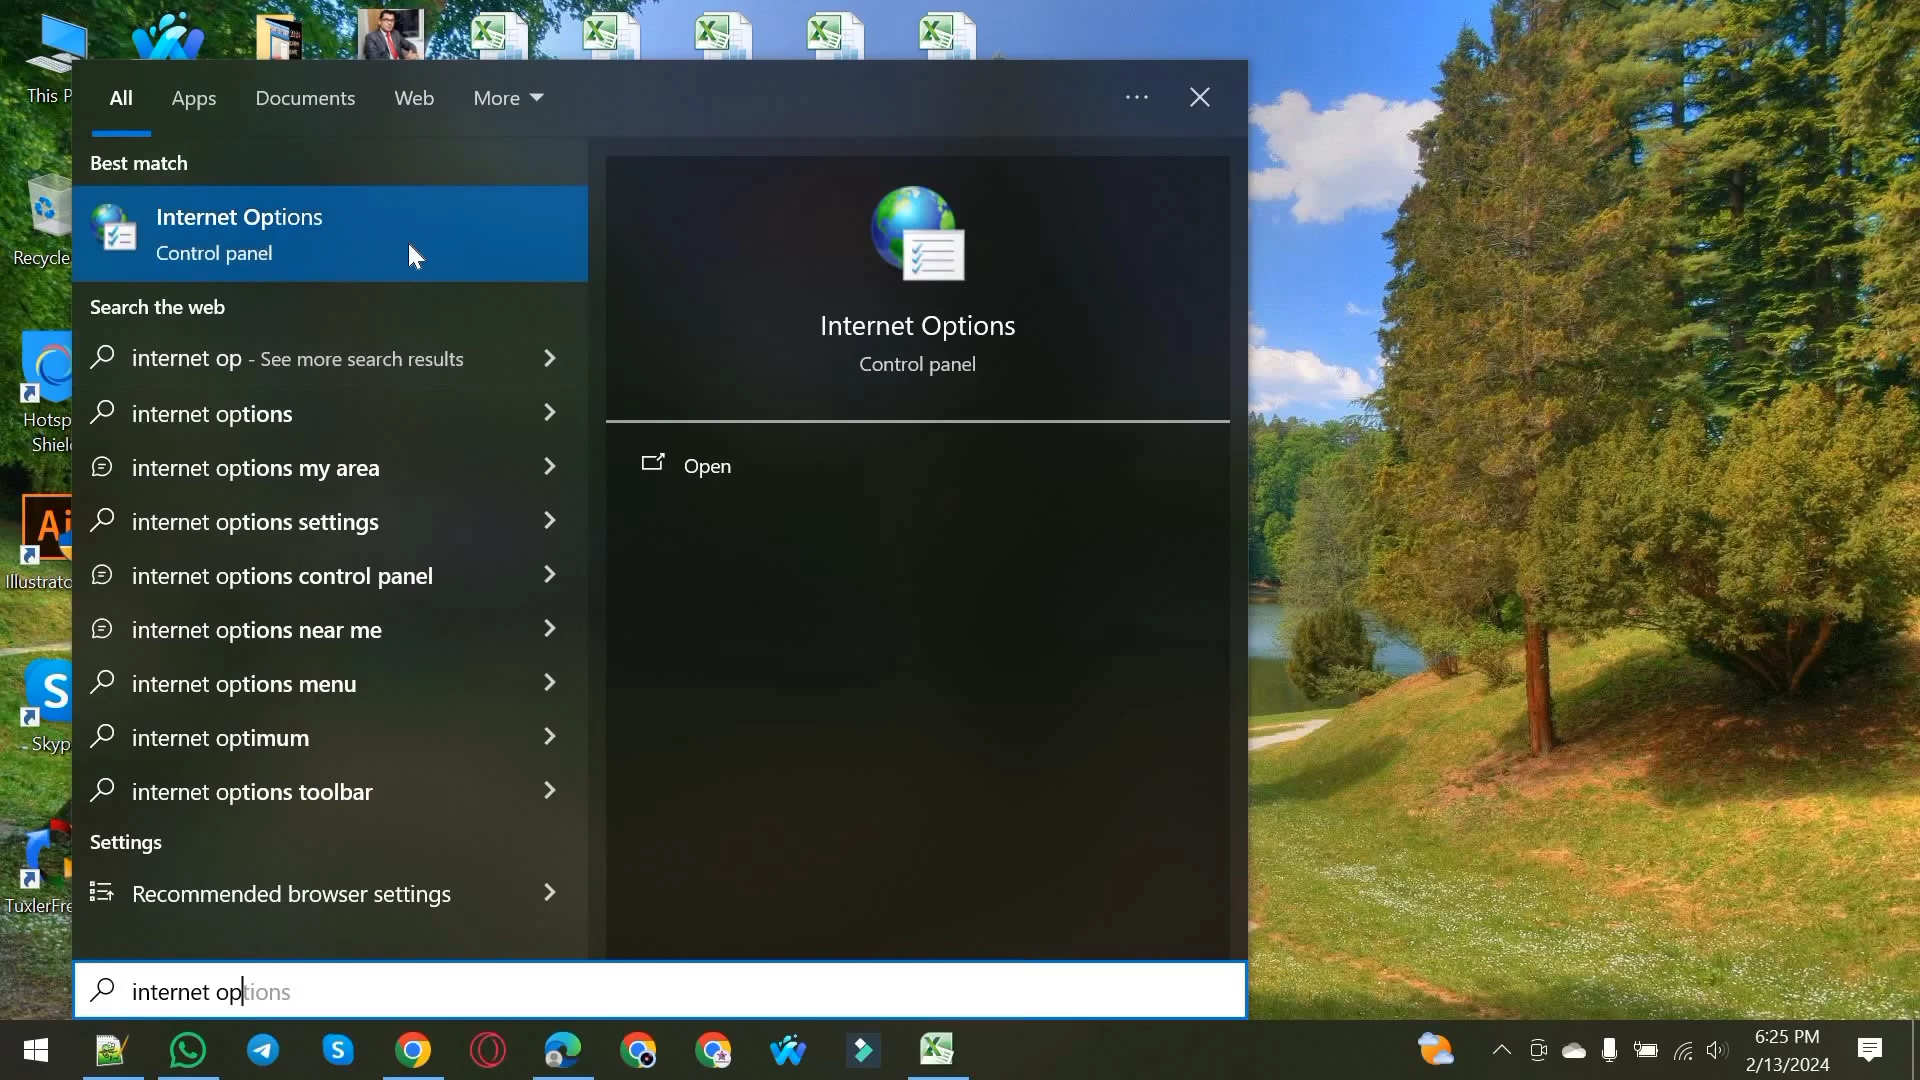 This P
Recycle
Hotsp
Shiel
Ai
Illustrato
S
Skyp
TuxlerFre
All
Apps
Documents
Web
More
Best match
Internet Options
Control panel
Search the web
internet op - See more search results
internet options
internet options my area
internet options settings
internet options control panel
internet options near me
internet options menu
internet optimum
internet options toolbar
Settings
Recommended browser settings
Internet Options
Control panel
Open
internet options
6:25 PM
2/13/2024